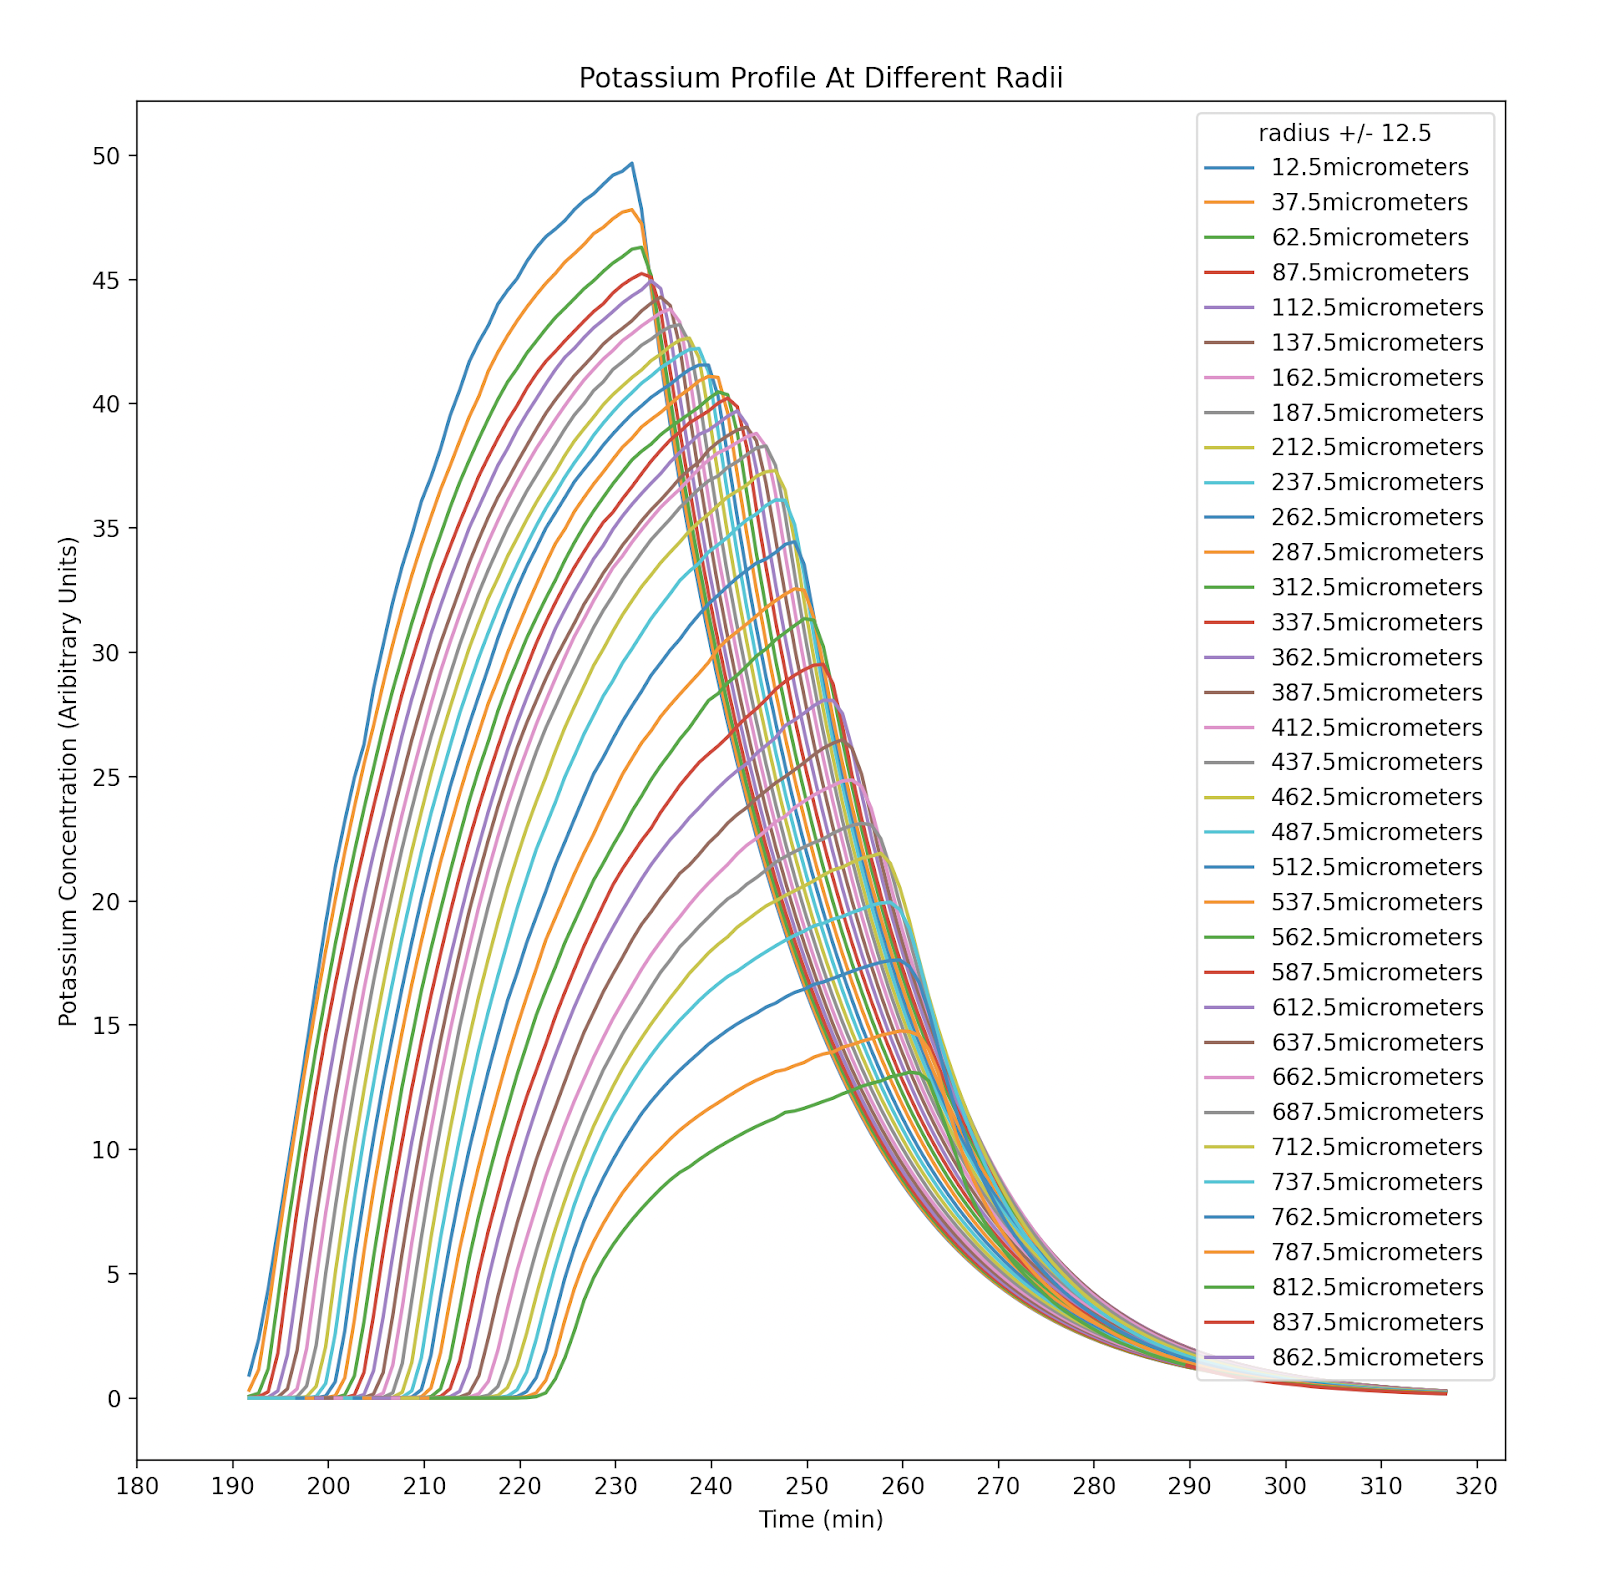 Potassium Profile At Different Radii
Potassium Concentration (Aribitrary Units)
50
45
40
35
30
25
20
15
10
5
0
radius +/- 12.5
12.5micrometers
37.5micrometers
62.5micrometers
87.5micrometers
112.5micrometers
137.5micrometers
162.5micrometers
187.5micrometers
212.5micrometers
237.5micrometers
262.5micrometers
287.5micrometers
312.5micrometers
337.5micrometers
362.5micrometers
387.5micrometers
412.5micrometers
437.5micrometers
462.5micrometers
487.5micrometers
512.5micrometers
537.5micrometers
562.5micrometers
587.5micrometers
612.5micrometers
637.5micrometers
662.5micrometers
687.5micrometers
712.5micrometers
737.5micrometers
762.5micrometers
787.5micrometers
812.5micrometers
837.5micrometers
862.5micrometers
180 190 200 210 220 230 240 250 260 270 280 290 300 310 320
Time (min)